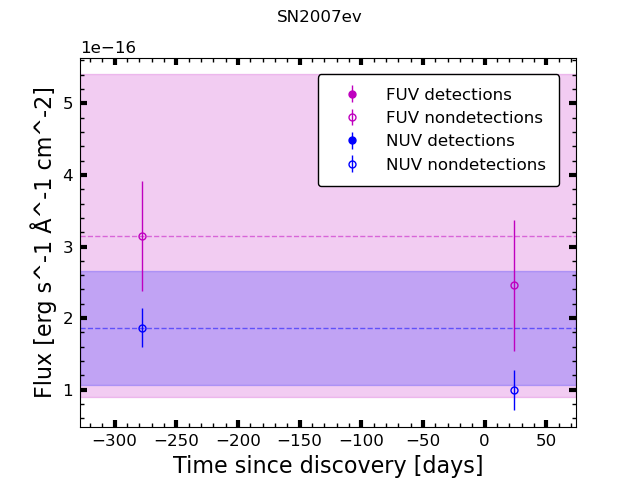 SN2007ev
1e−16
5
4
3
2
1
Flux [erg s^-1 Å^-1 cm^-2]
FUV detections
FUV nondetections
NUV detections
NUV nondetections
−300 −250 −200 −150 −100 −50 0 50
Time since discovery [days]